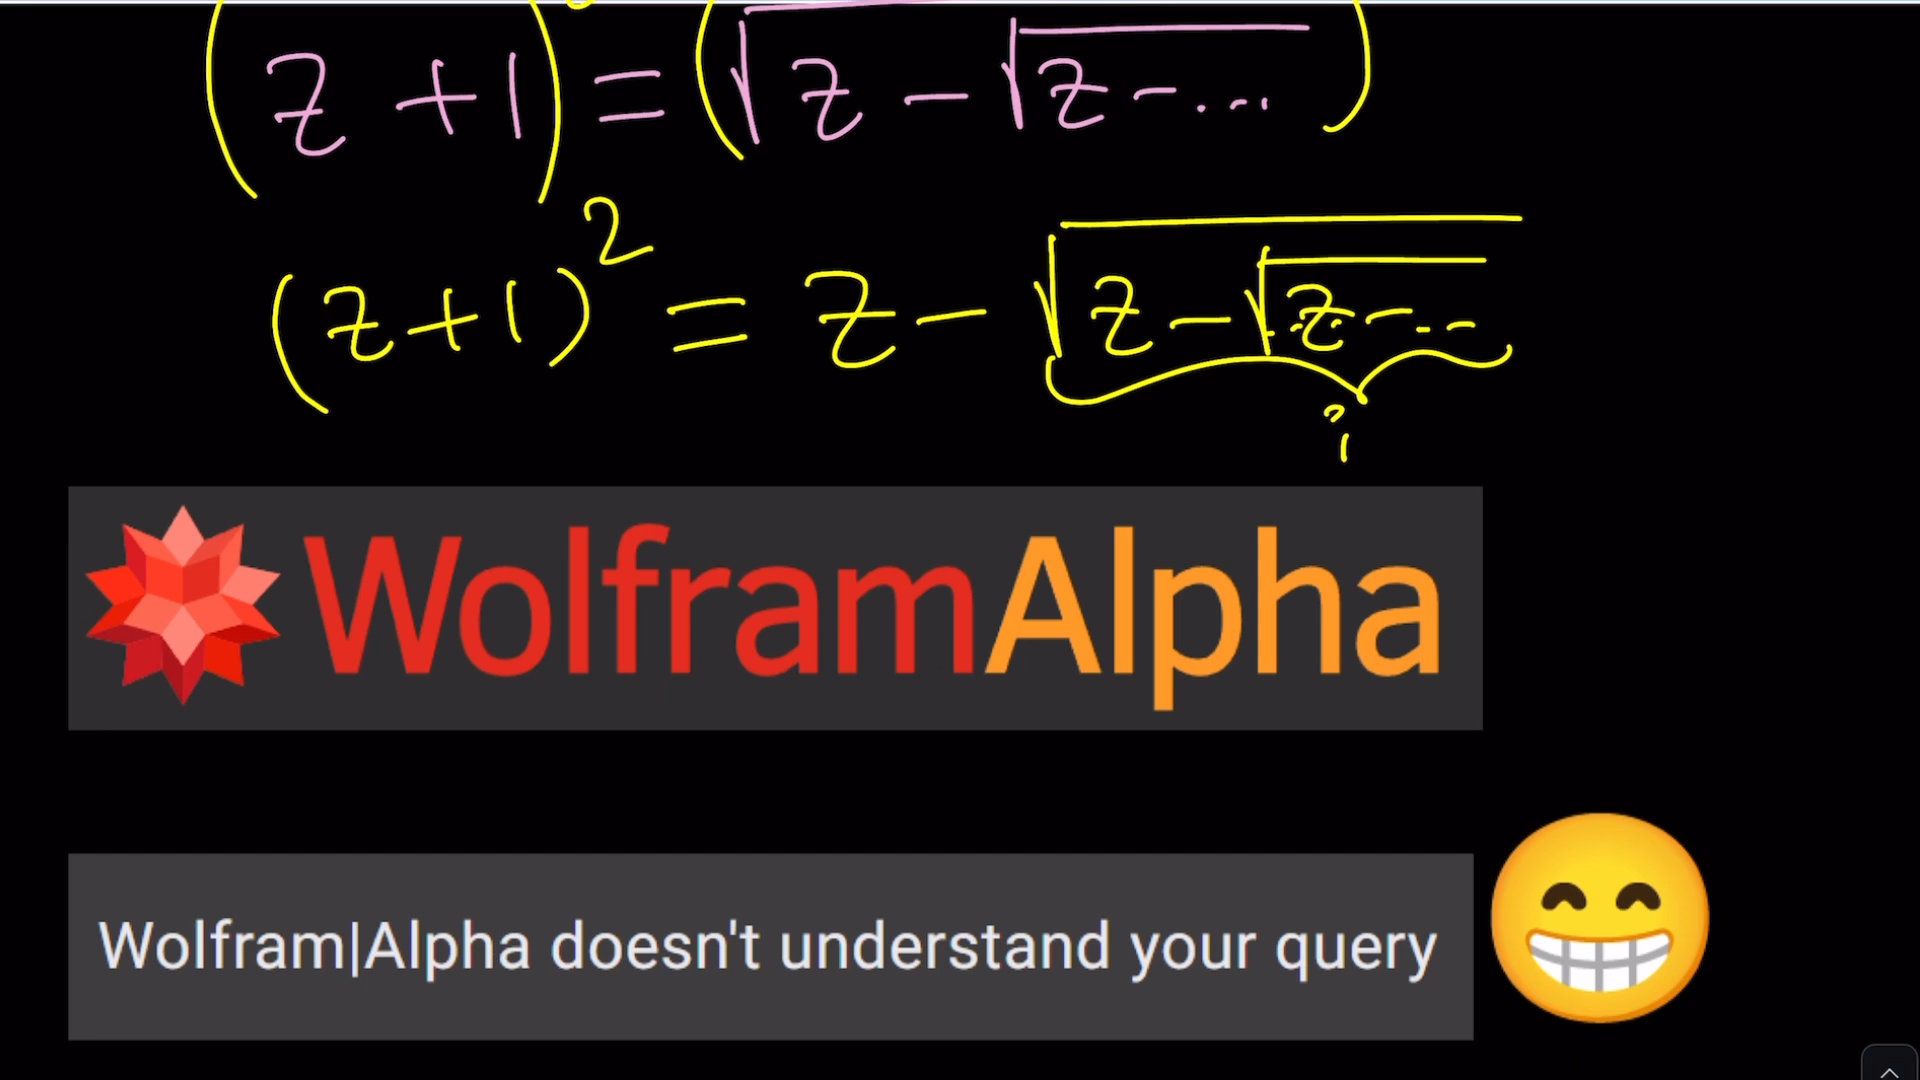 (z + 1) = (√z - √z - ...)
(z + 1)² = z - √z - √z - ...
?
WolframAlpha
Wolfram|Alpha doesn't understand your query